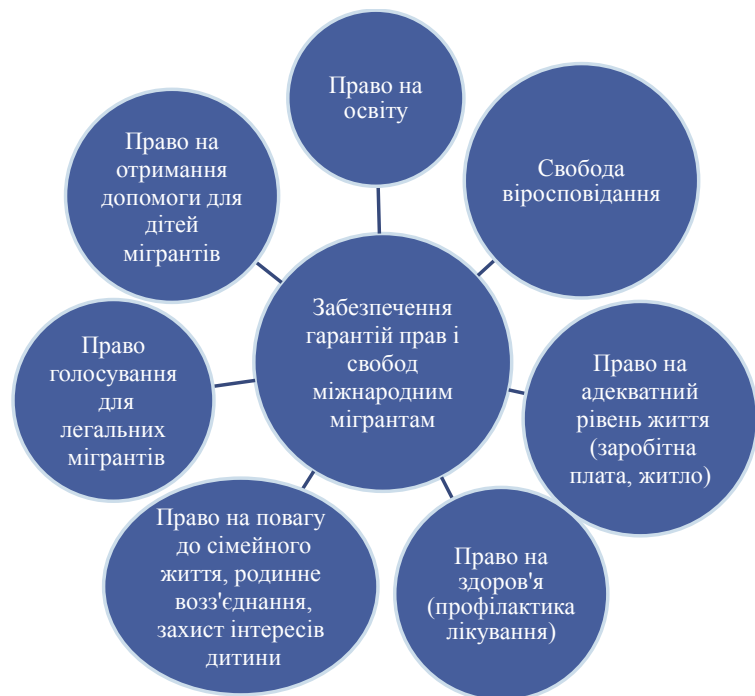 Право на
освіту
Свобода
віросповідання
Право на
отримання
допомоги для
дітей
мігрантів
Забезпечення
гарантій прав і
свобод
міжнародним
мігрантам
Право
голосування
для
легальних
мігрантів
Право на
адекватний
рівень життя
(заробітна
плата, житло)
Право на повагу
до сімейного
життя, родинне
возз'єднання,
захист інтересів
дитини
Право на
здоров'я
(профілактика
лікування)